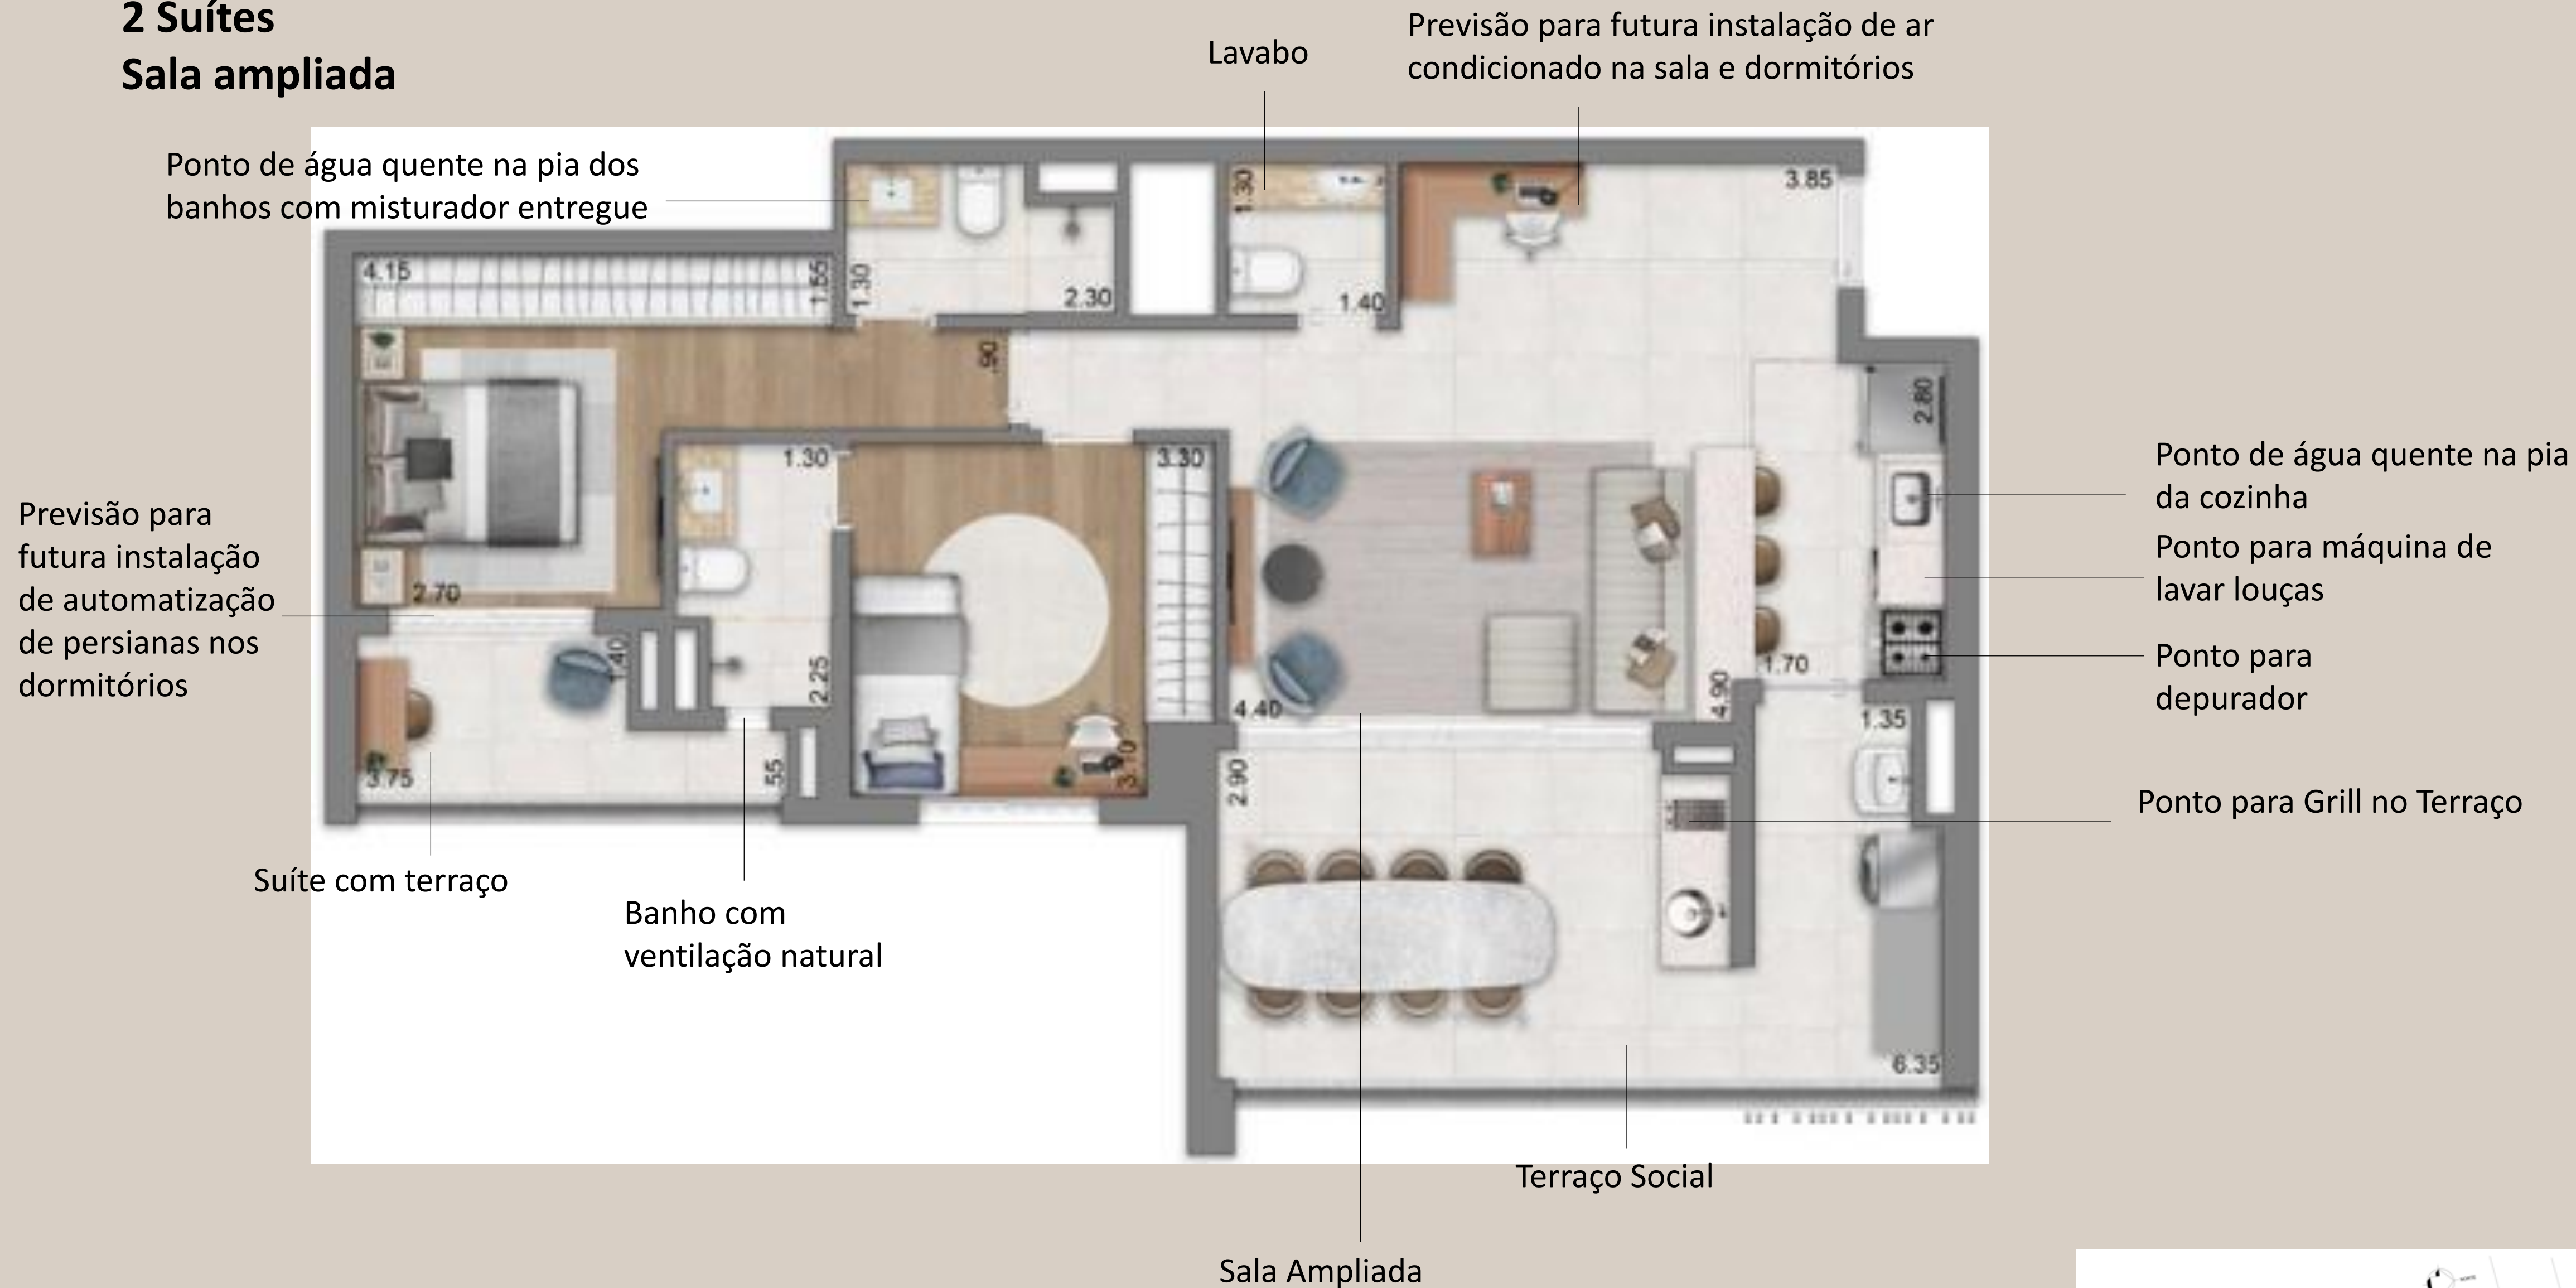 2 Suítes
Sala ampliada
Lavabo
Previsão para futura instalação de ar
condicionado na sala e dormitórios
Ponto de água quente na pia dos
banhos com misturador entregue
3.85
1.30
4.15
1.55
1.30
2.30
1.40
.90
2.80
1.30
3.30
Ponto de água quente na pia
da cozinha
Previsão para
futura instalação
de automatização
de persianas nos
dormitórios
Ponto para máquina de
lavar louças
2.70
1.40
2.25
4.40
4.90
1.70
Ponto para
depurador
1.35
3.75
.55
3.10
2.90
Ponto para Grill no Terraço
Suíte com terraço
Banho com
ventilação natural
6.35
Terraço Social
Sala Ampliada